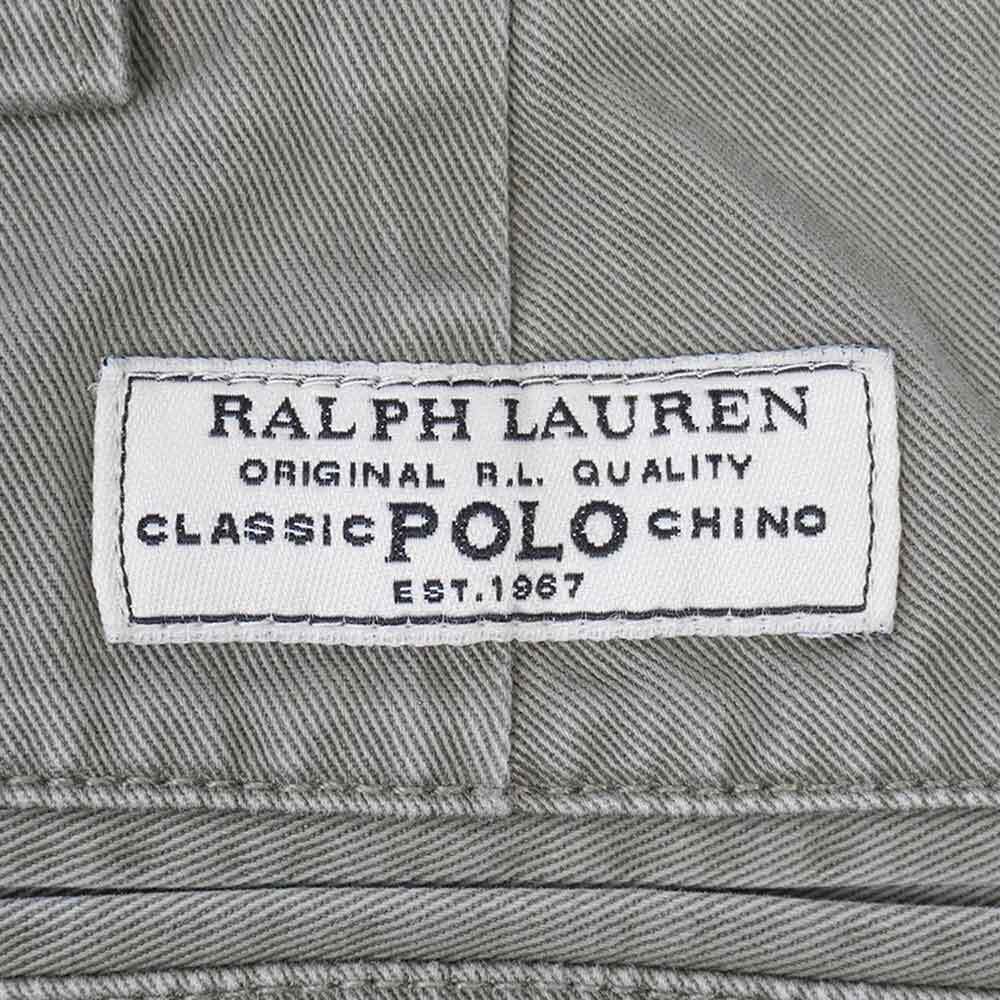 RALPH LAUREN
ORIGINAL R.L. QUALITY
CLASSIC POLO CHINO
EST.1967